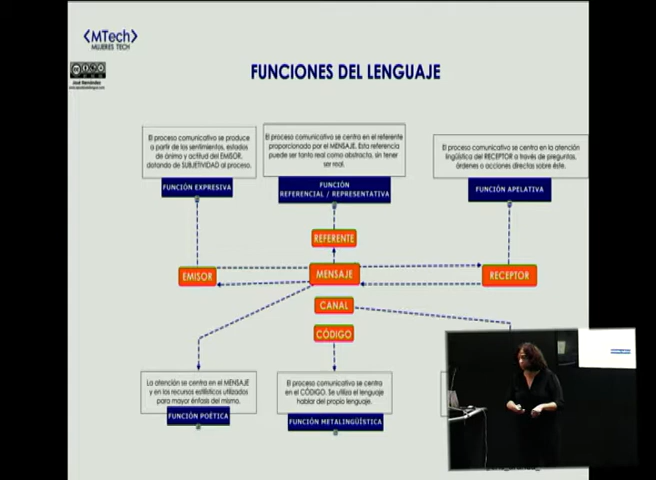 <MTech>
MUJERES TECH
José Hernández
FUNCIONES DEL LENGUAJE
El proceso comunicativo se produce
a partir de los sentimientos, estados
de ánimo y actitud del EMISOR,
dotando de SUBJETIVIDAD al proceso.
FUNCIÓN EXPRESIVA
El proceso comunicativo se centra en el referente
proporcionado por el MENSAJE. Esta referencia
puede ser tanto real como abstracto, sin tener
ser real.
FUNCIÓN
REFERENCIAL / REPRESENTATIVA
El proceso comunicativo se centra en la atención
lingüística del RECEPTOR a través de preguntas,
órdenes o acciones directas sobre éste.
FUNCIÓN APELATIVA
REFERENTE
EMISOR
MENSAJE
RECEPTOR
CANAL
CÓDIGO
La atención se centra en el MENSAJE
y en los recursos estilísticos utilizados
para mayor énfasis del mismo.
FUNCIÓN POÉTICA
El proceso comunicativo se centra
en el CÓDIGO. Se utiliza el lenguaje
hablar del propio lenguaje.
FUNCIÓN METALINGÜÍSTICA